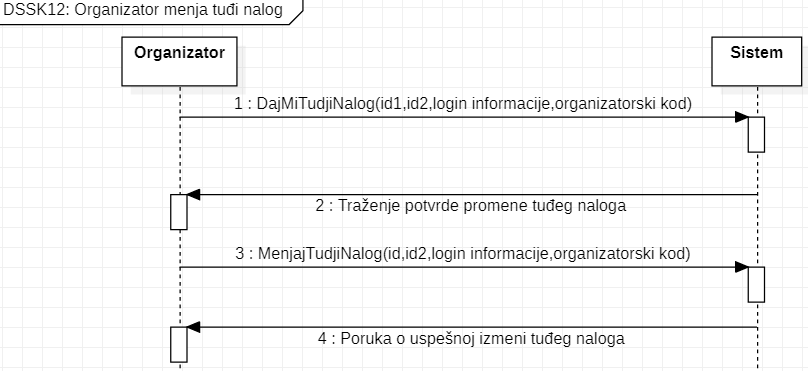 DSSK12: Organizator menja tuđi nalog
Organizator
Sistem
1 : DajMiTudjiNalog(id1,id2,login informacije,organizatorski kod)
2 : Traženje potvrde promene tuđeg naloga
3 : MenjajTudjiNalog(id,id2,login informacije,organizatorski kod)
4 : Poruka o uspešnoj izmeni tuđeg naloga